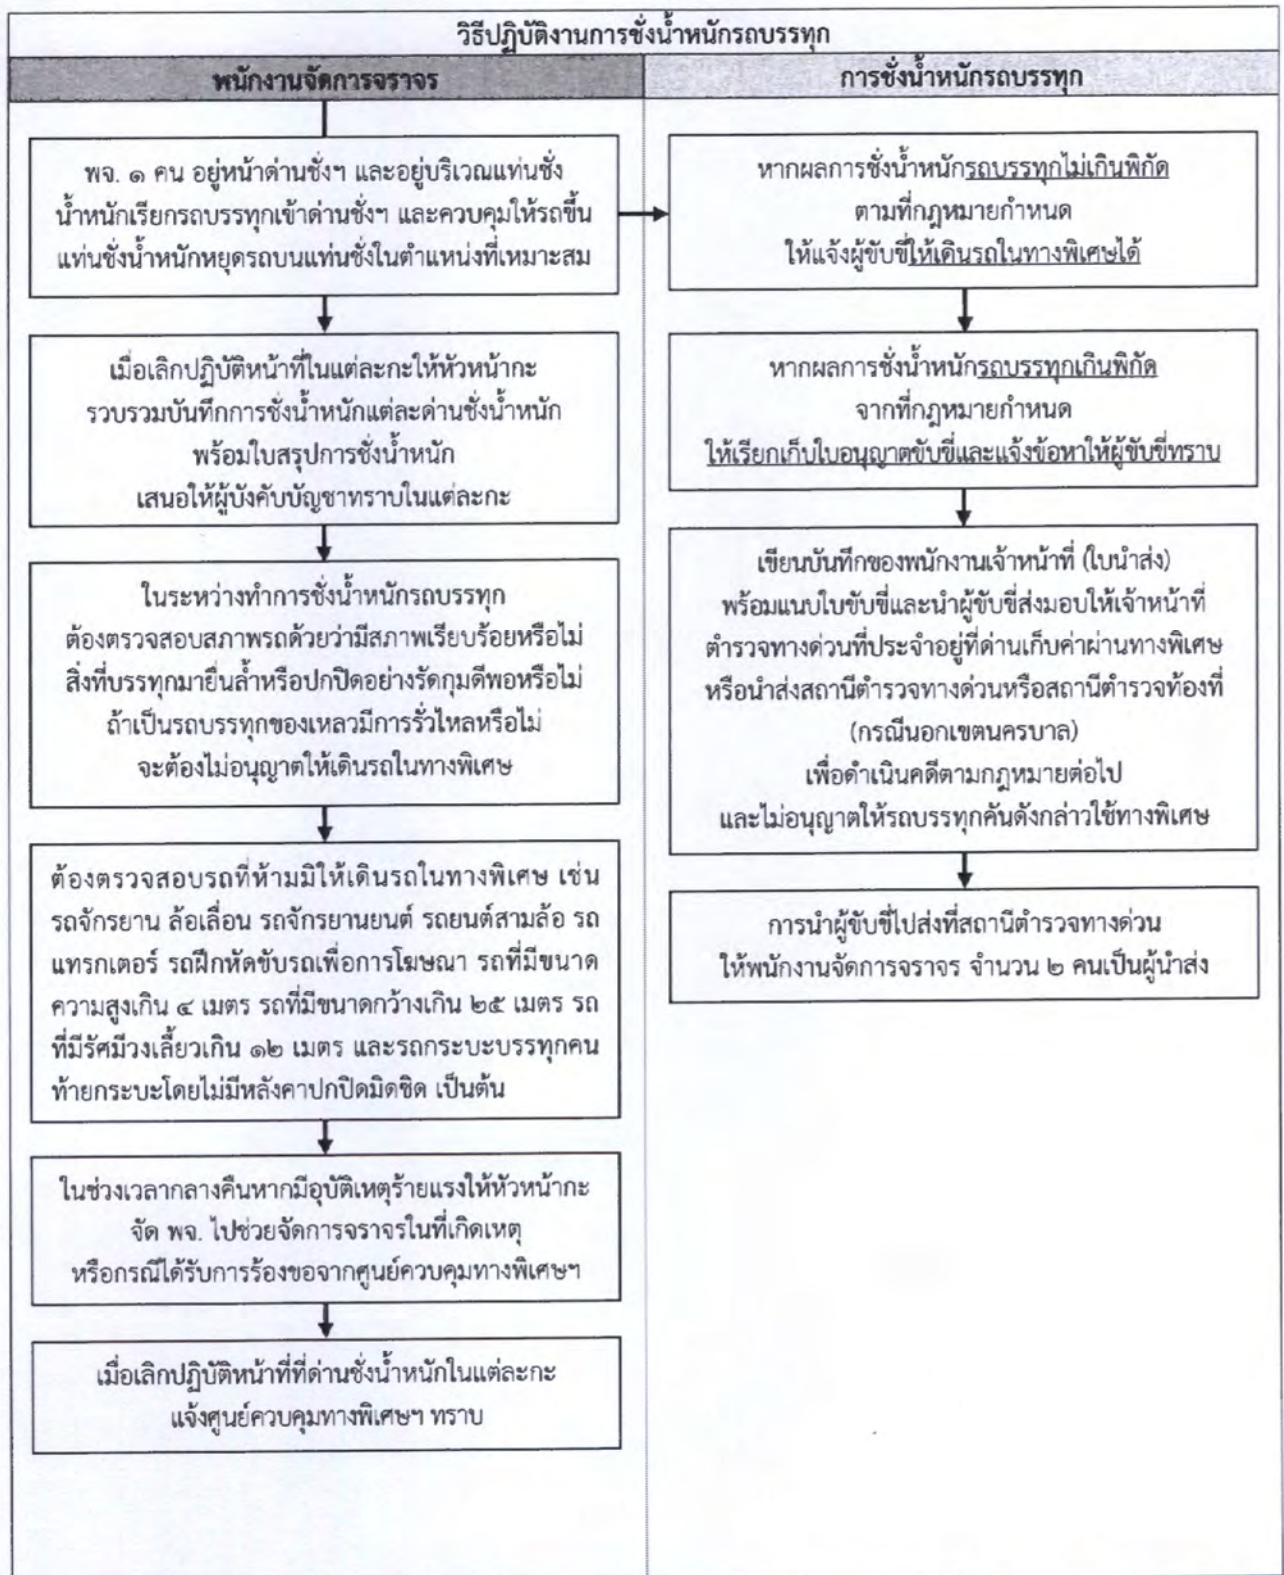 วิธีปฏิบัติงานการชั่งน้ำหนักรถบรรทุก
พนักงานจัดการจราจร
พจ. ๑ คน อยู่หน้าด่านชั่งฯ และอยู่บริเวณแท่นชั่ง
น้ำหนักเรียกรถบรรทุกเข้าด่านชั่งฯ และควบคุมให้รถขึ้น
แท่นชั่งน้ำหนักหยุดรถบนแท่นชั่งในตำแหน่งที่เหมาะสม
เมื่อเลิกปฏิบัติหน้าที่ในแต่ละกะให้หัวหน้ากะ
รวบรวมบันทึกการชั่งน้ำหนักแต่ละด่านชั่งน้ำหนัก
พร้อมใบสรุปการชั่งน้ำหนัก
เสนอให้ผู้บังคับบัญชาทราบในแต่ละกะ
ในระหว่างทำการชั่งน้ำหนักรถบรรทุก
ต้องตรวจสอบสภาพรถด้วยว่ามีสภาพเรียบร้อยหรือไม่
สิ่งที่บรรทุกมายื่นล้ำหรือปกปิดอย่างรัดกุมดีพอหรือไม่
ถ้าเป็นรถบรรทุกของเหลวมีการรั่วไหลหรือไม่
จะต้องไม่อนุญาตให้เดินรถในทางพิเศษ
ต้องตรวจสอบรถที่ห้ามมิให้เดินรถในทางพิเศษ เช่น
รถจักรยาน ล้อเลื่อน รถจักรยานยนต์ รถยนต์สามล้อ รถ
แทรกเตอร์ รถฝึกหัดขับรถเพื่อการโฆษณา รถที่มีขนาด
ความสูงเกิน ๔ เมตร รถที่มีขนาดกว้างเกิน ๒๕ เมตร รถ
ที่มีรัศมีวงเลี้ยวเกิน ๑๒ เมตร และรถกระบะบรรทุกคน
ท้ายกระบะโดยไม่มีหลังคาปกปิดมิดชิด เป็นต้น
ในช่วงเวลากลางคืนหากมีอุบัติเหตุร้ายแรงให้หัวหน้ากะ
จัด พจ. ไปช่วยจัดการจราจรในที่เกิดเหตุ
หรือกรณีได้รับการร้องขอจากศูนย์ควบคุมทางพิเศษฯ
เมื่อเลิกปฏิบัติหน้าที่ที่ด่านชั่งน้ำหนักในแต่ละกะ
แจ้งศูนย์ควบคุมทางพิเศษฯ ทราบ
การชั่งน้ำหนักรถบรรทุก
หากผลการชั่งน้ำหนักรถบรรทุกไม่เกินพิกัด
ตามที่กฎหมายกำหนด
ให้แจ้งผู้ขับขี่ให้เดินรถในทางพิเศษได้
หากผลการชั่งน้ำหนักรถบรรทุกเกินพิกัด
จากที่กฎหมายกำหนด
ให้เรียกเก็บใบอนุญาตขับขี่และแจ้งข้อหาให้ผู้ขับขี่ทราบ
เขียนบันทึกของพนักงานเจ้าหน้าที่ (ใบนำส่ง)
พร้อมแนบใบขับขี่และนำผู้ขับขี่ส่งมอบให้เจ้าหน้าที่
ตำรวจทางด่วนที่ประจำอยู่ที่ด่านเก็บค่าผ่านทางพิเศษ
หรือนำส่งสถานีตำรวจทางด่วนหรือสถานีตำรวจท้องที่
(กรณีนอกเขตนครบาล)
เพื่อดำเนินคดีตามกฎหมายต่อไป
และไม่อนุญาตให้รถบรรทุกคันดังกล่าวใช้ทางพิเศษ
การนำผู้ขับขี่ไปส่งที่สถานีตำรวจทางด่วน
ให้พนักงานจัดการจราจร จำนวน ๒ คนเป็นผู้นำส่ง